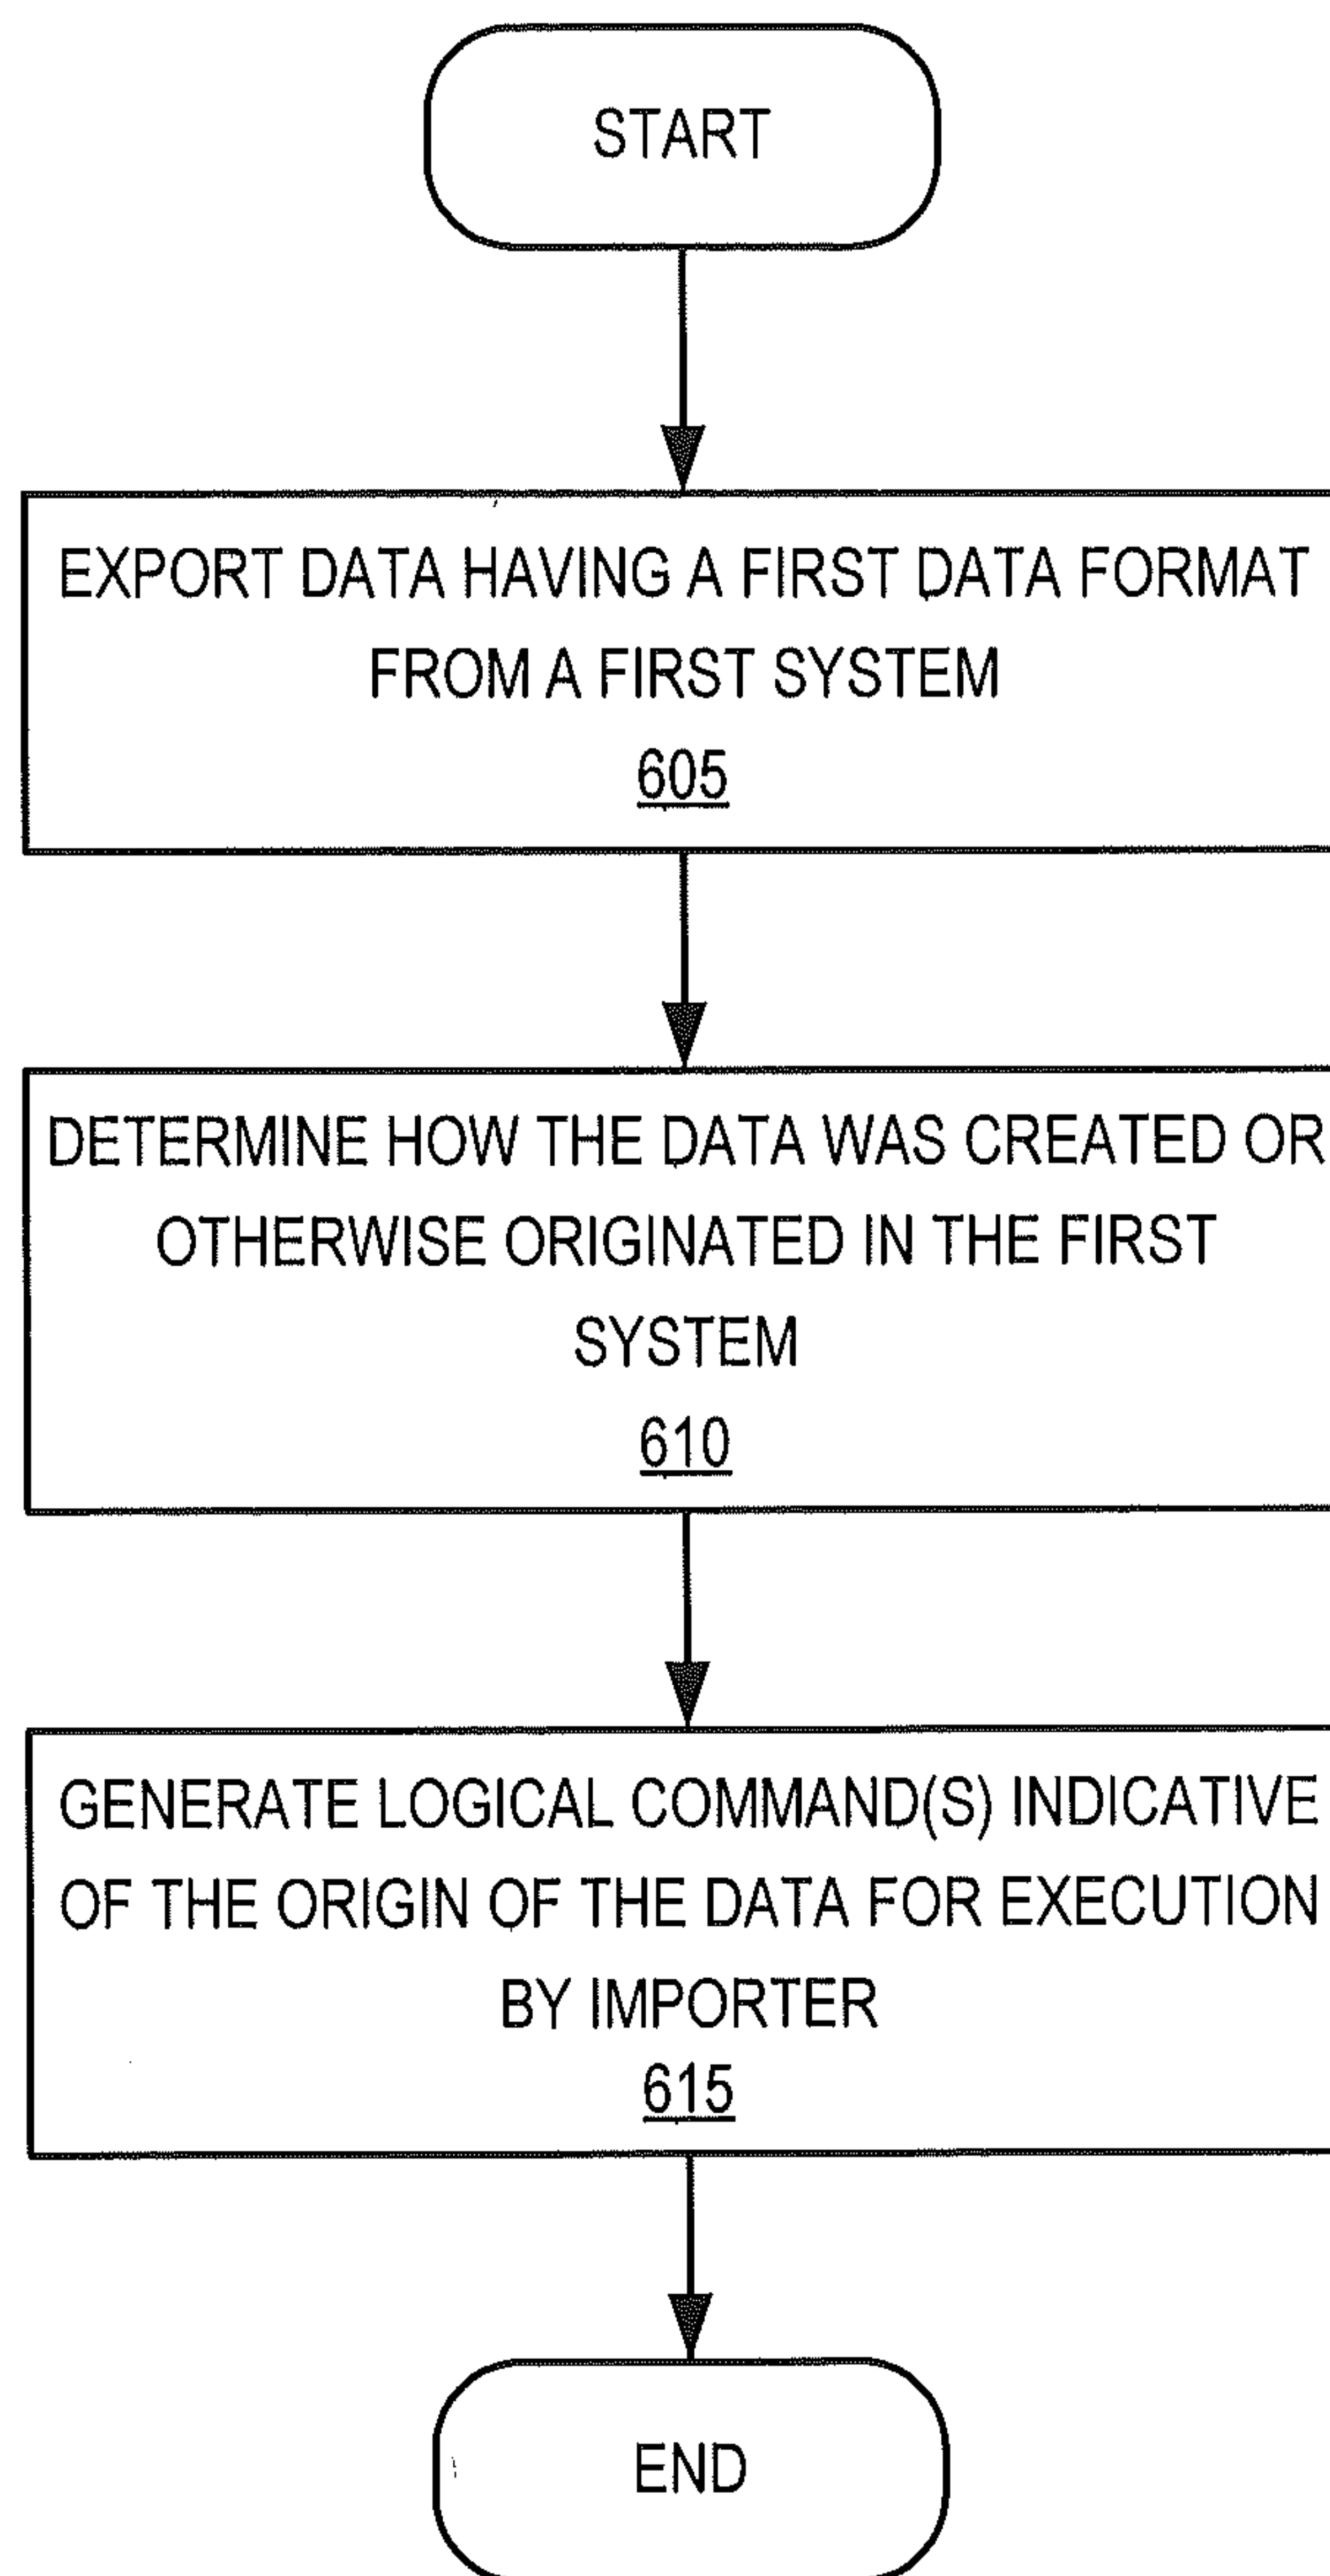 START
EXPORT DATA HAVING A FIRST DATA FORMAT
FROM A FIRST SYSTEM
605
DETERMINE HOW THE DATA WAS CREATED OR
OTHERWISE ORIGINATED IN THE FIRST
SYSTEM
610
GENERATE LOGICAL COMMAND(S) INDICATIVE
OF THE ORIGIN OF THE DATA FOR EXECUTION
BY IMPORTER
615
END